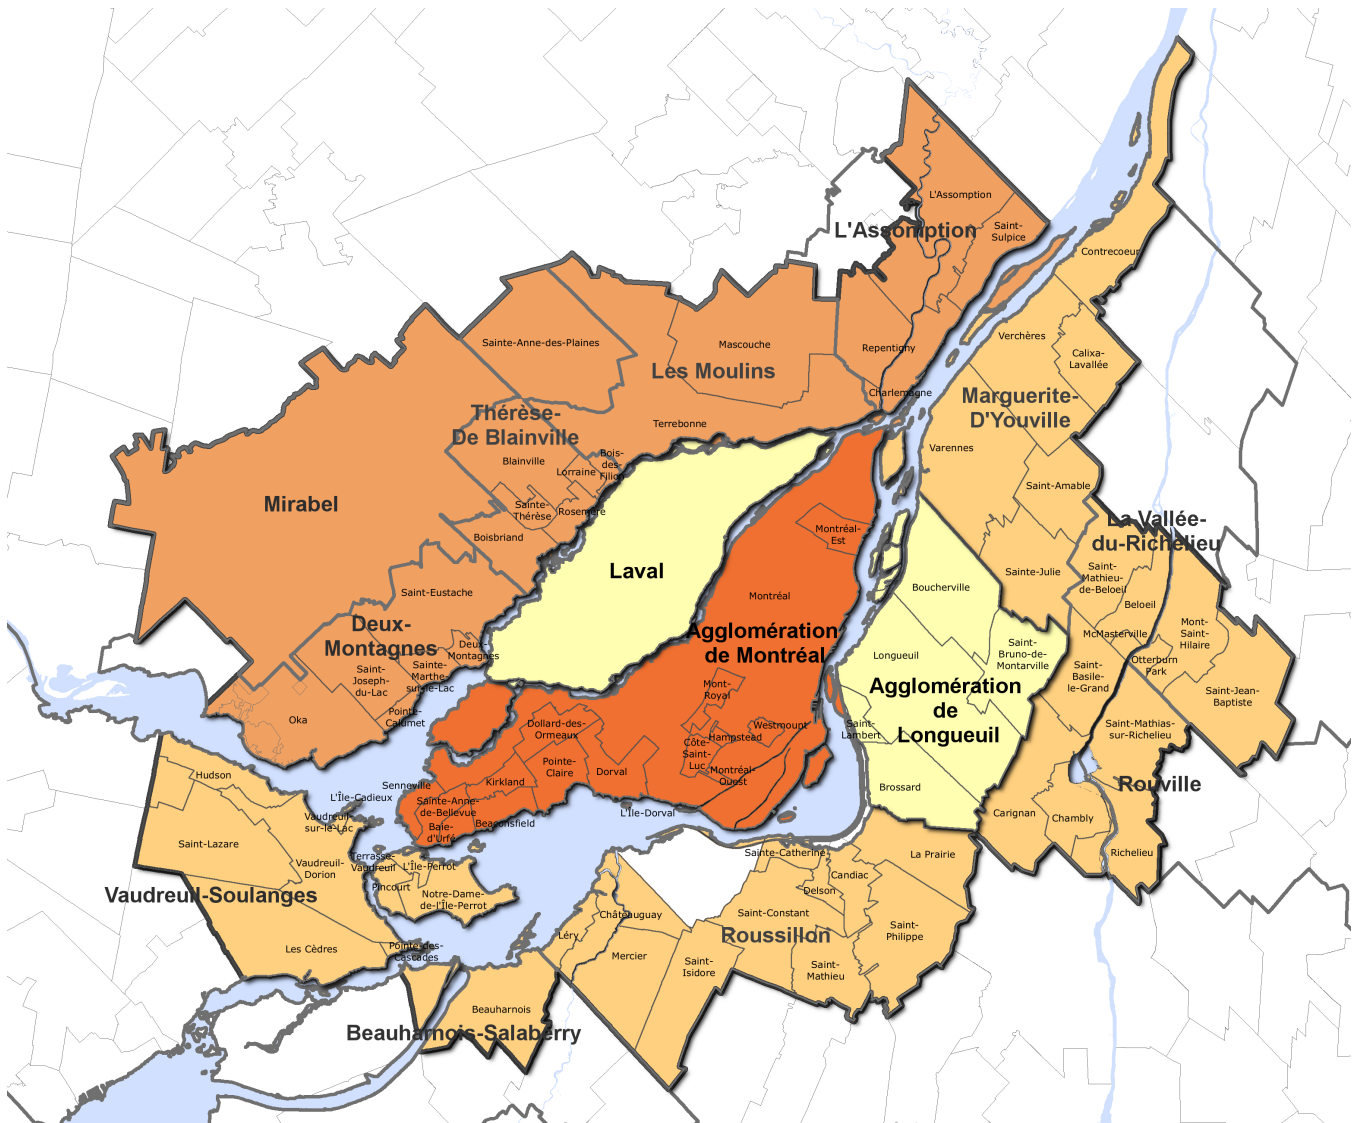 L'Assomption
L'Assomption
Saint-
Sulpice
Contrecoeur
Sainte-Anne-des-Plaines
Mascouche
Repentigny
Verchères
Calixa-
Lavallée
Les Moulins
Charlemagne
Marguerite-
D'Youville
Thérèse-
De Blainville
Terrebonne
Varennes
Blainville
Lorraine
Bois-
des-
Filion
Saint-Amable
Mirabel
Sainte-
Thérèse
Rosemère
Boisbriand
Montréal-
Est
La Vallée-
du-Richelieu
Laval
Sainte-Julie
Saint-
Mathieu-
de-Beloeil
Beloeil
Saint-Eustache
Montréal
Boucherville
Deux-
Montagnes
Deux-
Montagnes
Agglomération
de Montréal
McMasterville
Mont-
Saint-
Hilaire
Otterburn
Park
Saint-
Joseph-
du-Lac
Sainte-
Marthe-
sur-le-Lac
Longueuil
Saint-
Bruno-de-
Montarville
Saint-
Basile-
le-Grand
Saint-Jean-
Baptiste
Oka
Pointe-
Calumet
Mont-
Royal
Agglomération
de
Longueuil
Dollard-des-
Ormeaux
Westmount
Hampstead
Saint-
Lambert
Saint-Mathias-
sur-Richelieu
Côte-
Saint-
Luc
Montréal-
Ouest
Hudson
Senneville
Kirkland
Pointe-
Claire
Dorval
Brossard
Rouville
L'Île-Cadieux
Sainte-Anne-
de-Bellevue
Baie-
d'Urfé
Beaconsfield
L'Île-Dorval
Vaudreuil-
sur-le-Lac
Carignan
Chambly
Richelieu
Saint-Lazare
Vaudreuil-
Dorion
Terrasse-
Vaudreuil
L'Île-Perrot
Pincourt
Notre-Dame-
de-l'Île-Perrot
Vaudreuil-Soulanges
Sainte-Catherine
La Prairie
Candiac
Delson
Châteauguay
Saint-Constant
Léry
Roussillon
Saint-
Philippe
Les Cèdres
Pointe-des-
Cascades
Mercier
Saint-
Isidore
Saint-
Mathieu
Beauharnois
Beauharnois-Salaberry